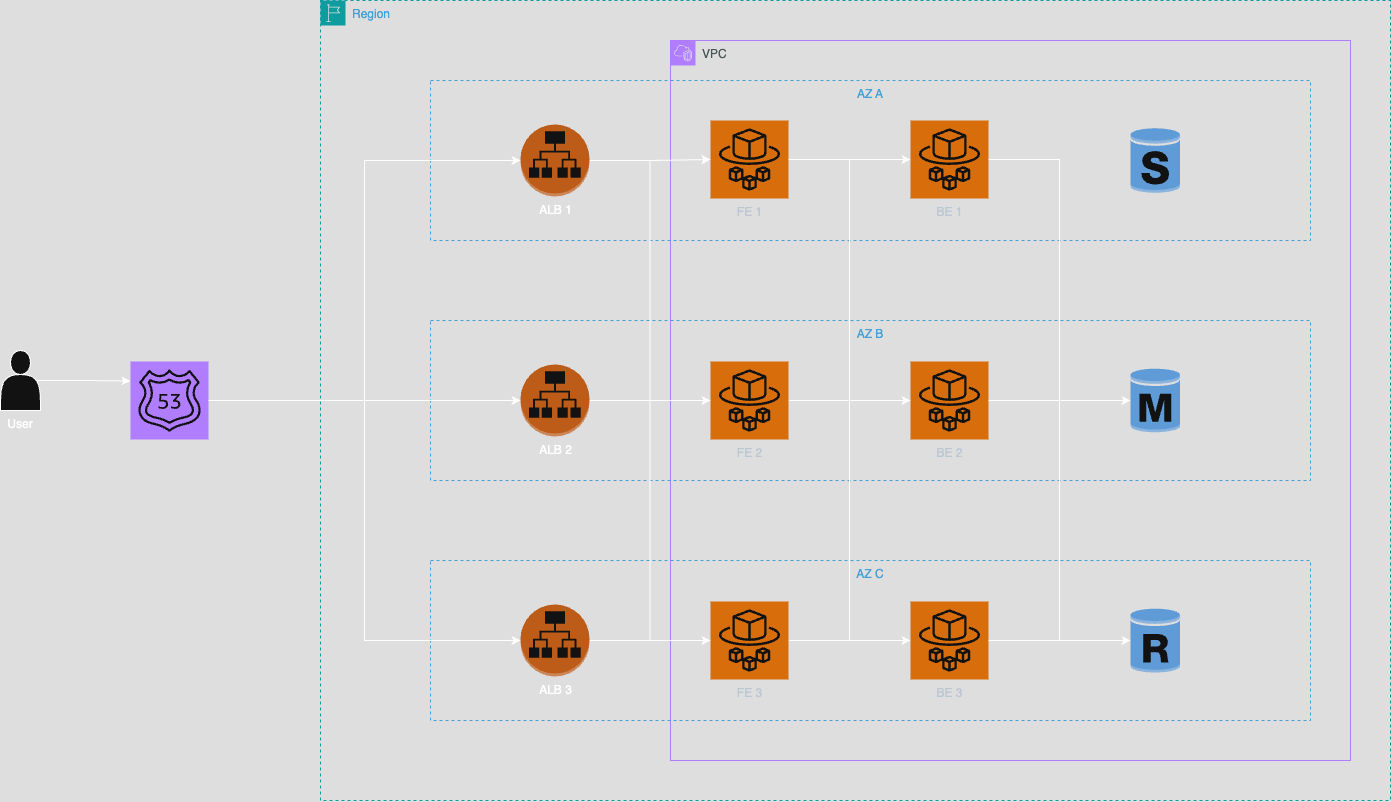 Region
VPC
AZ A
S
ALB 1
FE 1
BE 1
AZ B
User
53
M
ALB 2
FE 2
BE 2
AZ C
R
ALB 3
FE 3
BE 3